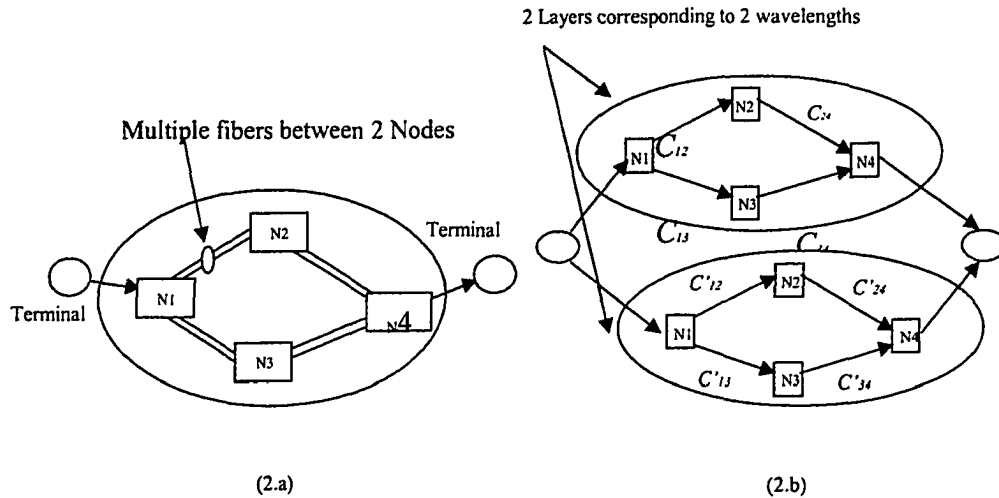 2 Layers corresponding to 2 wavelengths
Multiple fibers between 2 Nodes
Terminal
Terminal
N1
N2
N3
N4
N1
N2
N3
N4
C12
C24
C13
N1
N2
N3
N4
C'12
C'24
C'13
C'34
(2.a)
(2.b)